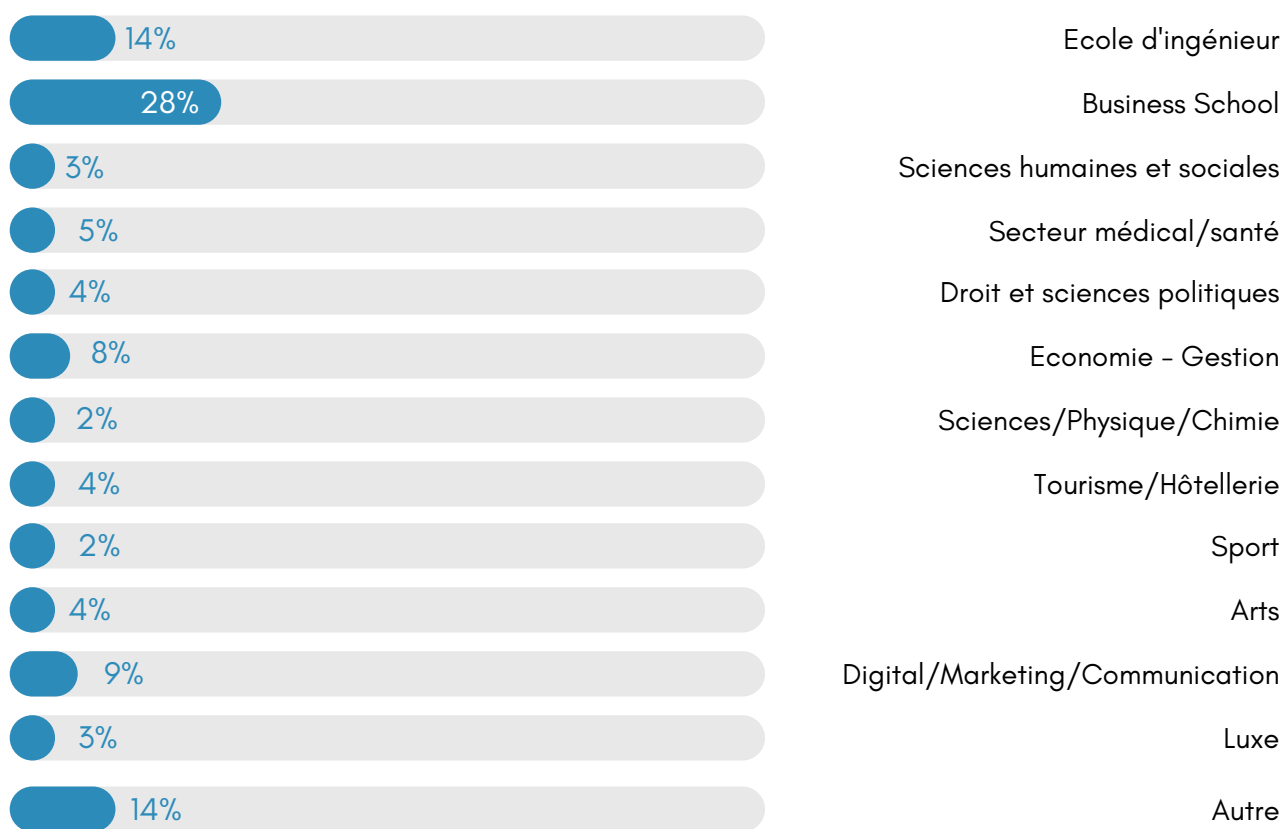 14% Ecole d'ingénieur
28% Business School
3% Sciences humaines et sociales
5% Secteur médical/santé
4% Droit et sciences politiques
8% Economie - Gestion
2% Sciences/Physique/Chimie
4% Tourisme/Hôtellerie
2% Sport
4% Arts
9% Digital/Marketing/Communication
3% Luxe
14% Autre